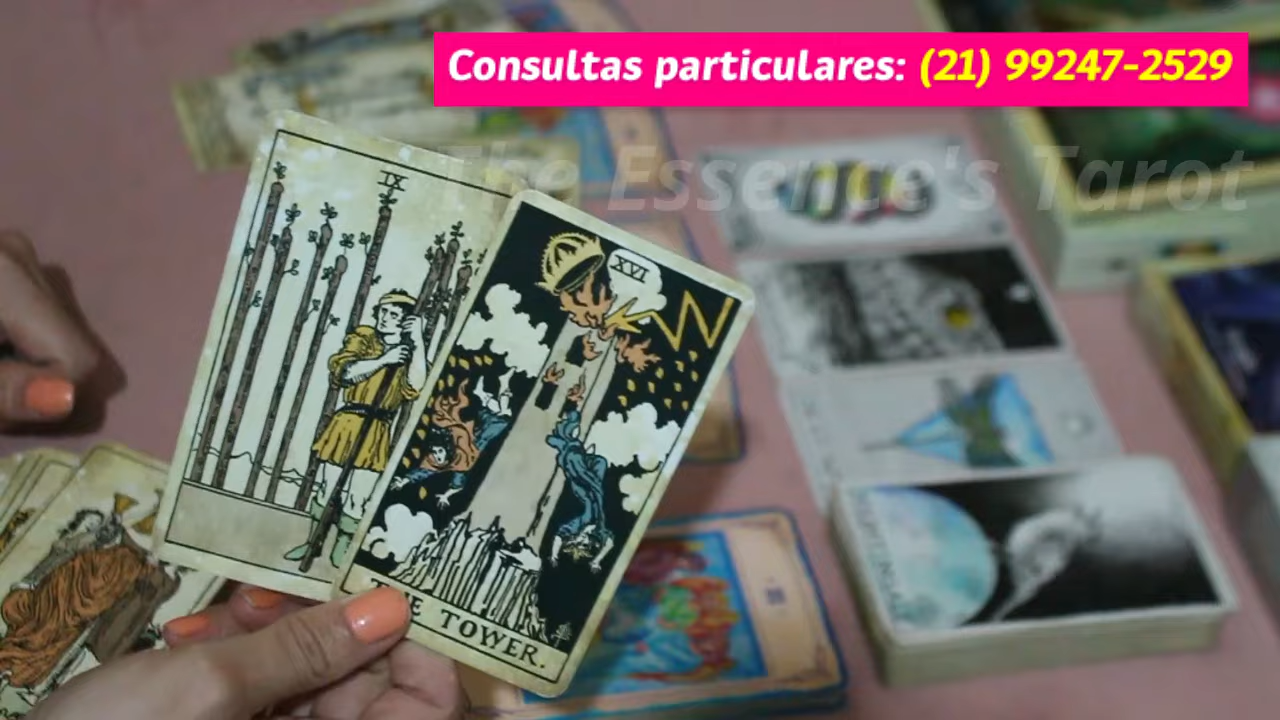 Consultas particulares: (21) 99247-2529
The Essence's Tarot
IX
XVI
THE TOWER.